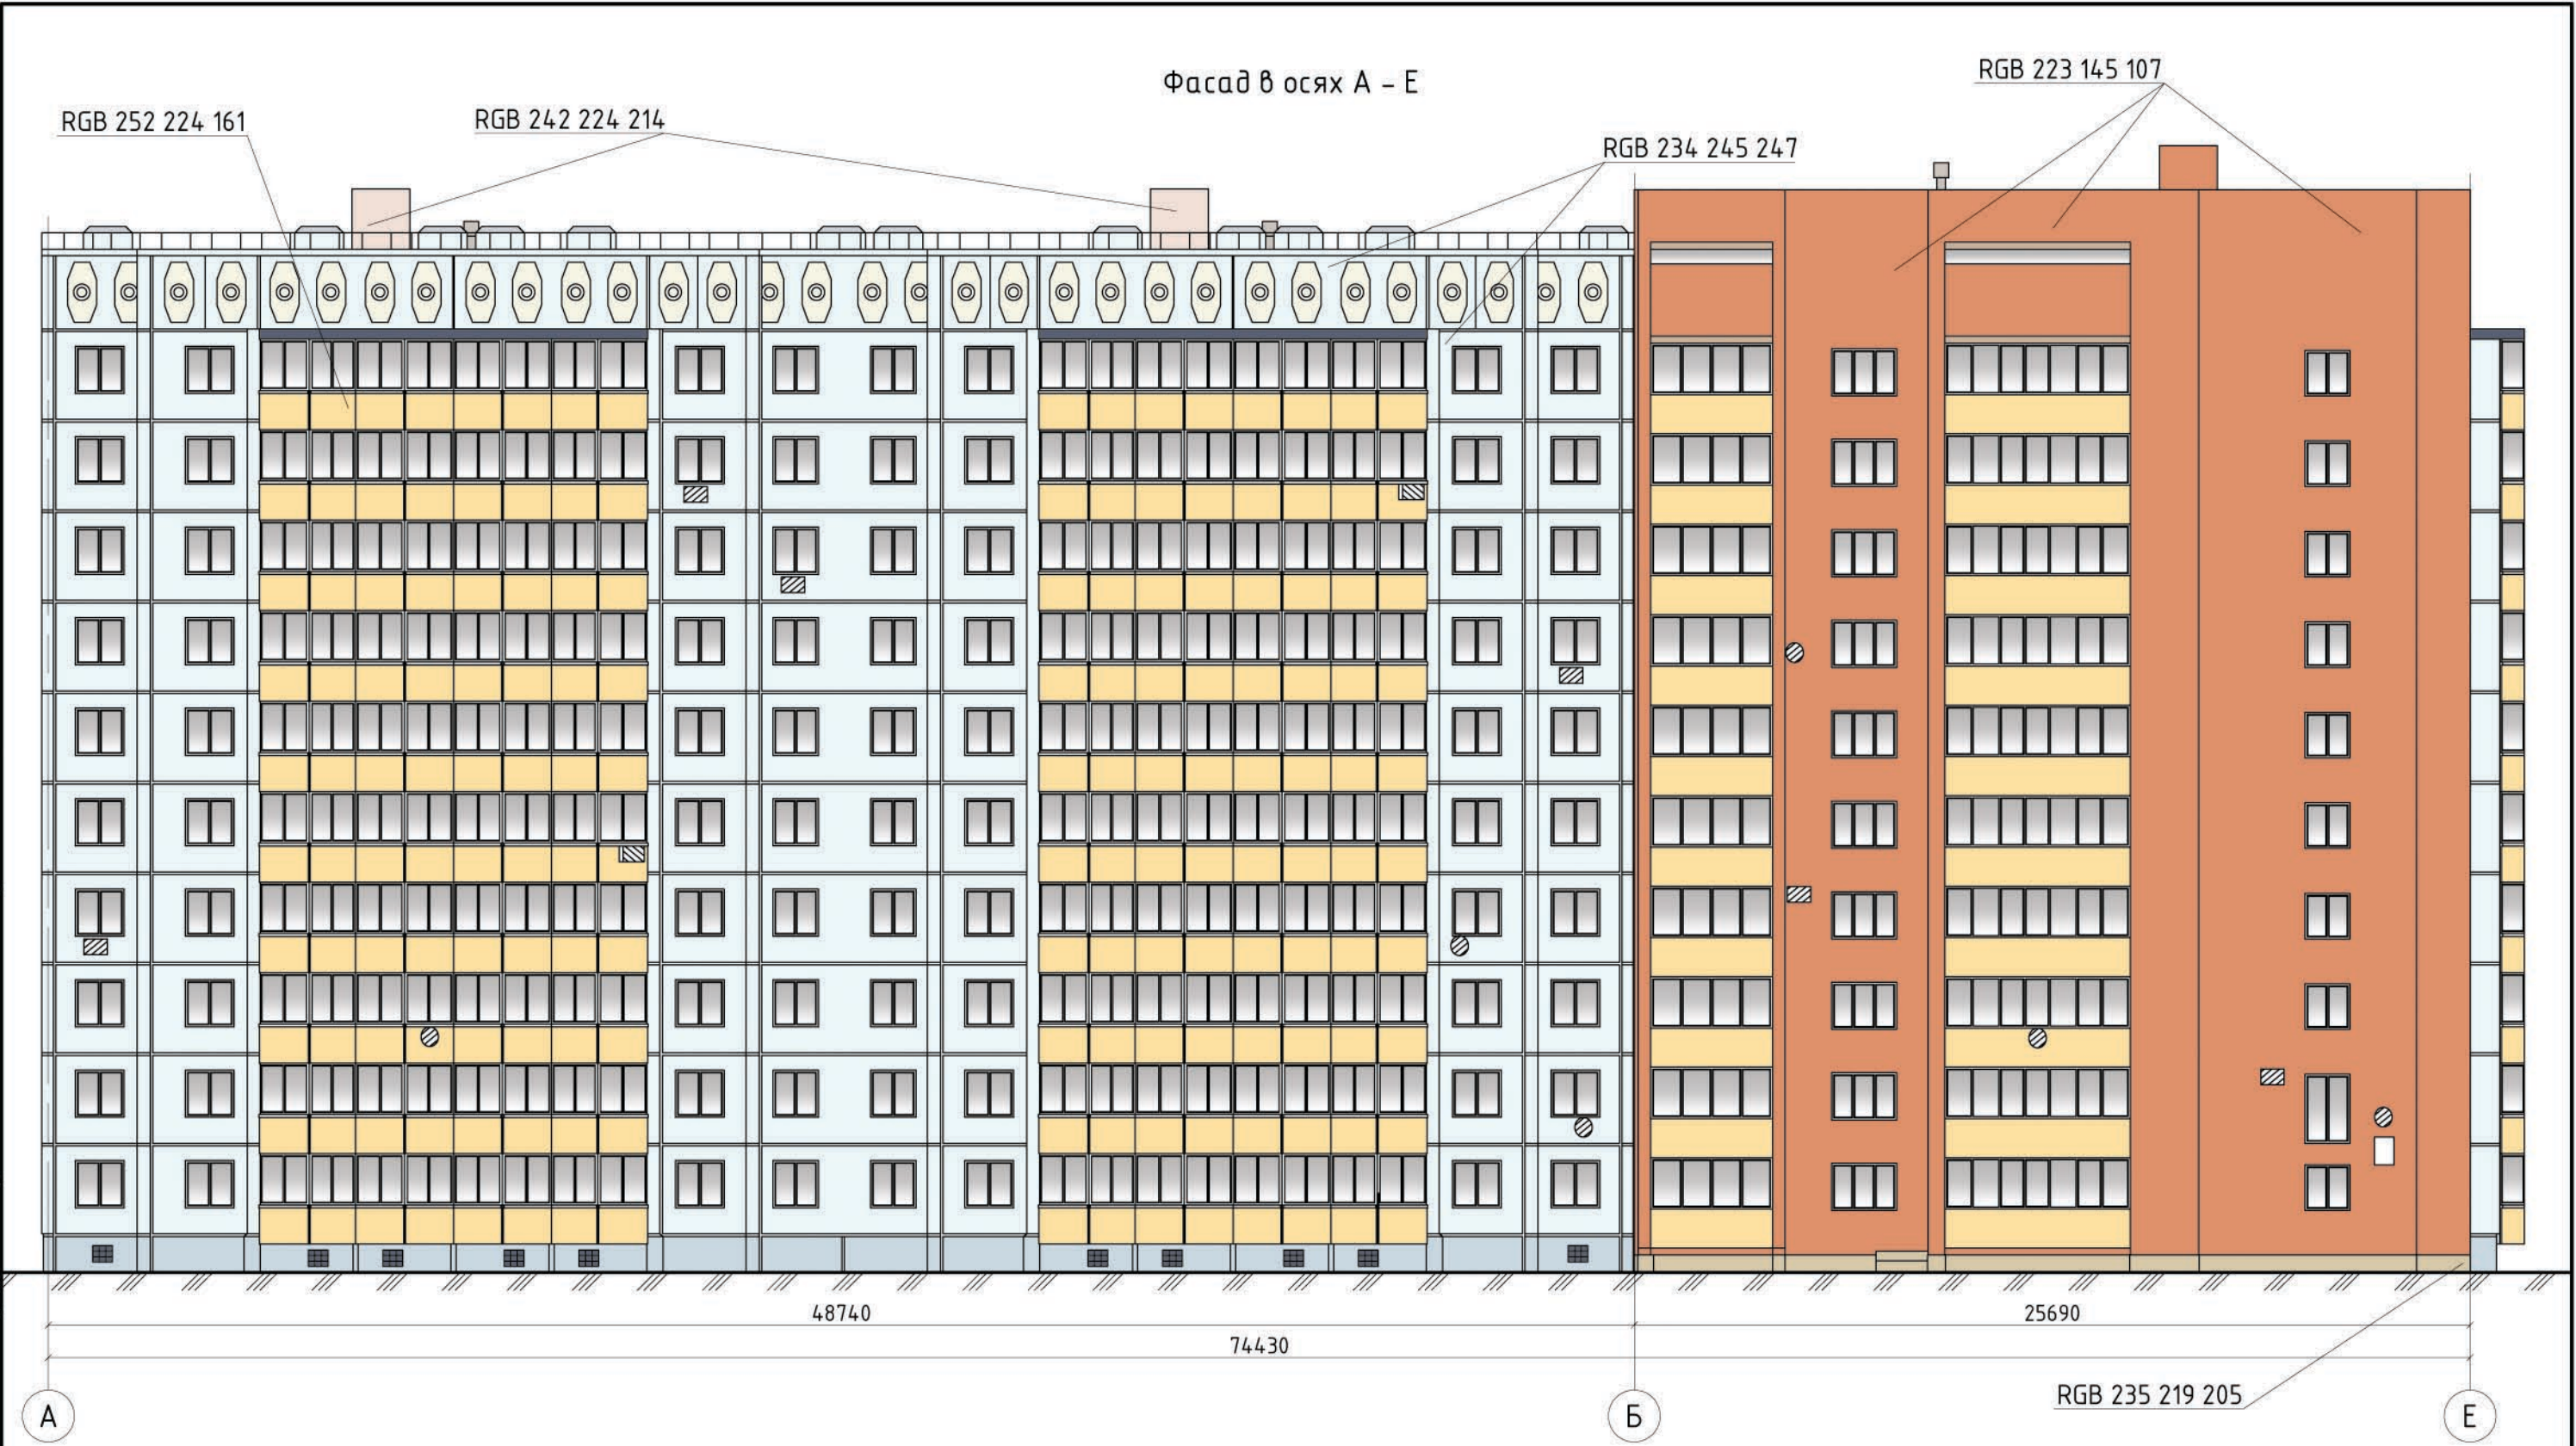 Фасад в осях А - Е
RGB 223 145 107
RGB 252 224 161
RGB 242 224 214
RGB 234 245 247
48740
25690
74430
RGB 235 219 205
А
Б
Е